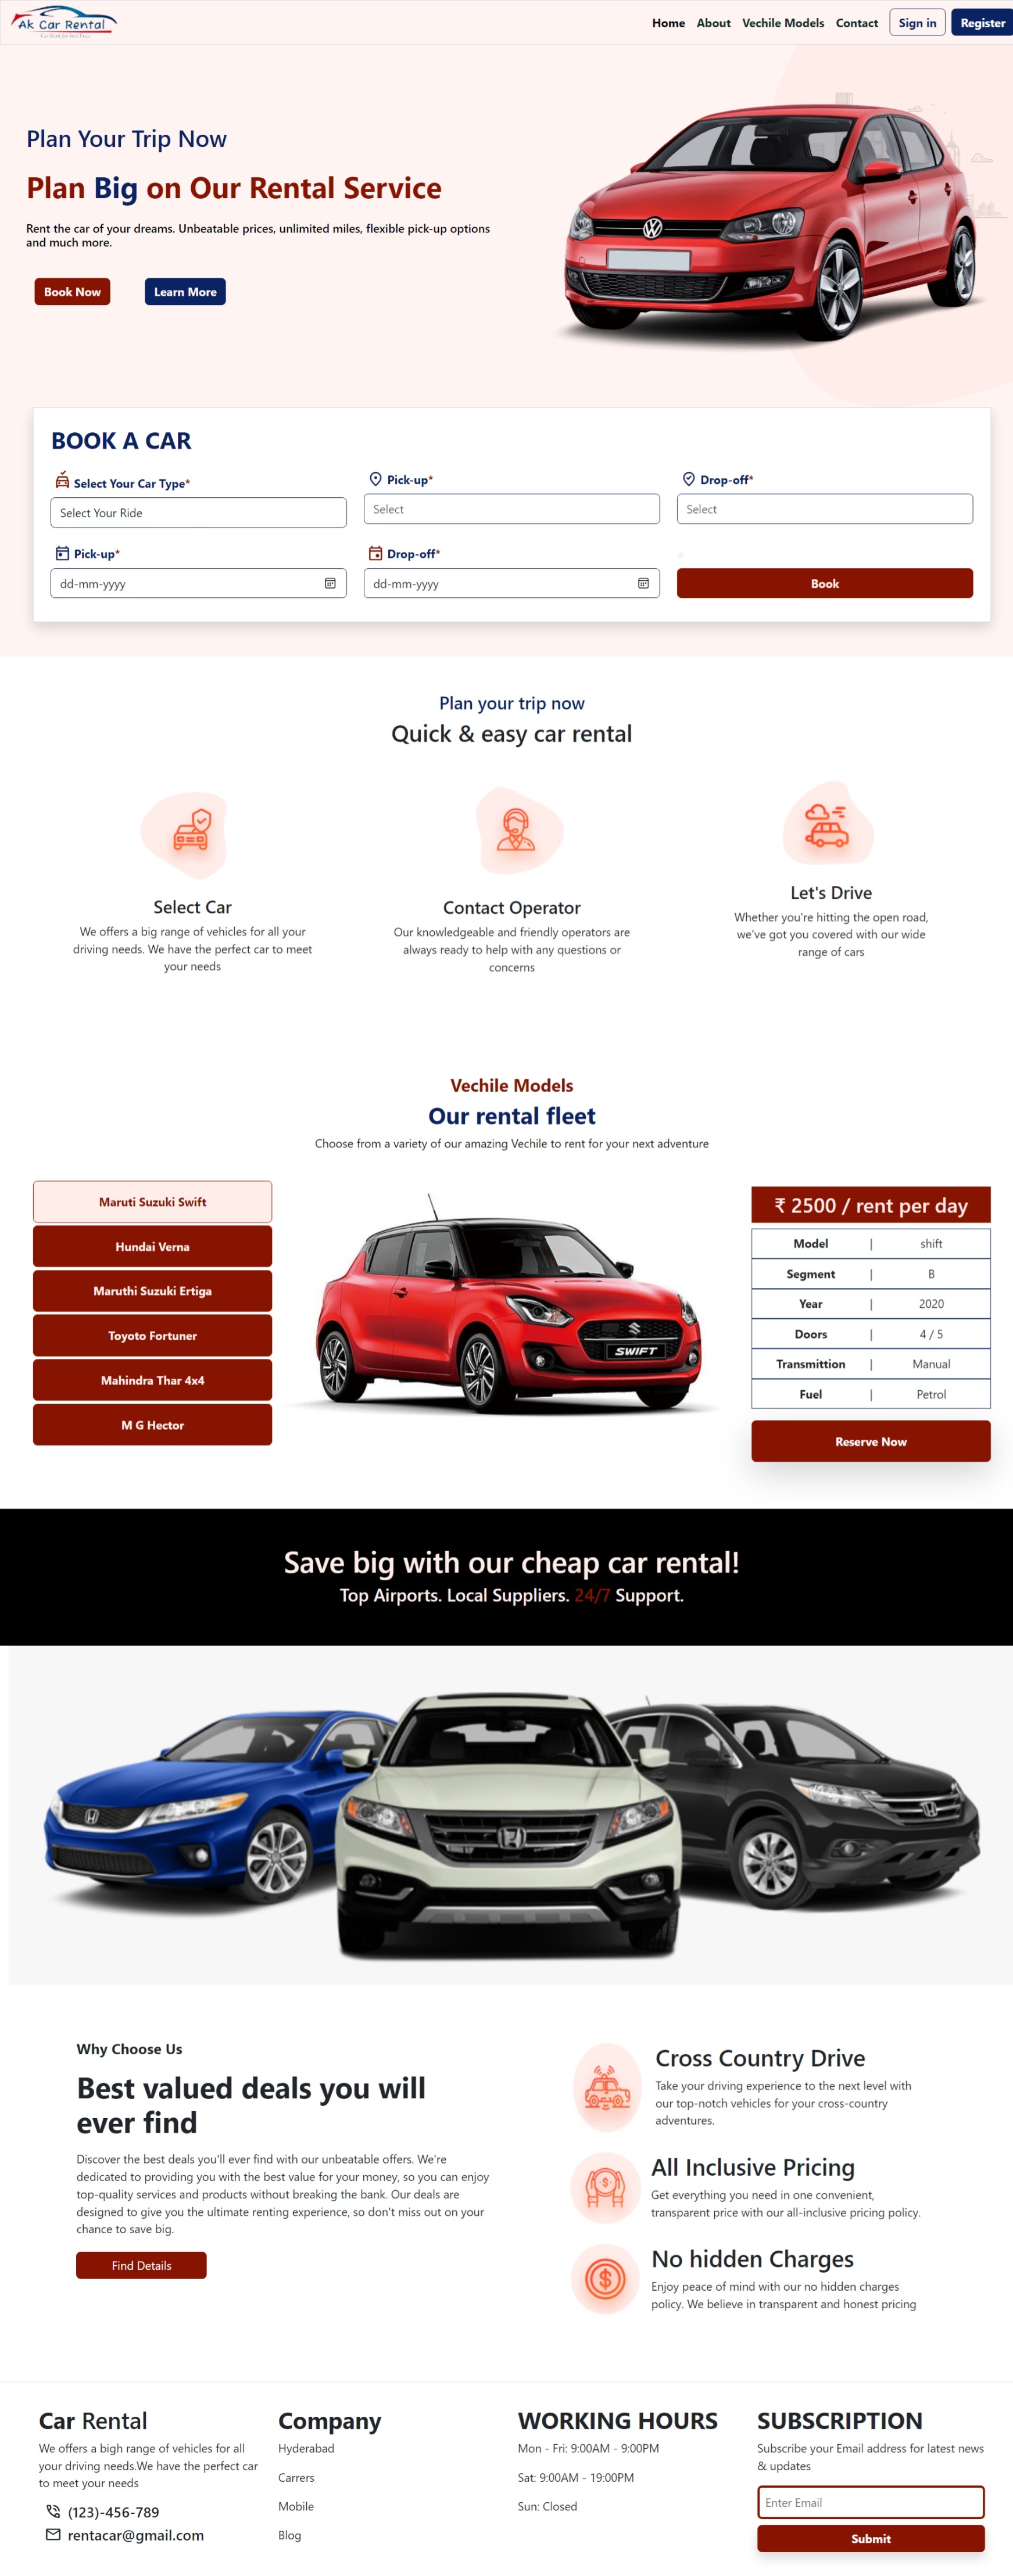 Ak Car Rental
Car Rent for Best Price
Home About Vechile Models Contact Sign in Register
Plan Your Trip Now
Plan Big on Our Rental Service
Rent the car of your dreams. Unbeatable prices, unlimited miles, flexible pick-up options
and much more.
Book Now Learn More
BOOK A CAR
Select Your Car Type* Pick-up* Drop-off*
Select Your Ride Select Select
Pick-up* Drop-off*
dd-mm-yyyy dd-mm-yyyy Book
Plan your trip now
Quick & easy car rental
Select Car
We offers a big range of vehicles for all your
driving needs. We have the perfect car to meet
your needs
Contact Operator
Our knowledgeable and friendly operators are
always ready to help with any questions or
concerns
Let's Drive
Whether you're hitting the open road,
we've got you covered with our wide
range of cars
Vechile Models
Our rental fleet
Choose from a variety of our amazing Vechile to rent for your next adventure
Maruti Suzuki Swift
Hundai Verna
Maruthi Suzuki Ertiga
Toyoto Fortuner
Mahindra Thar 4x4
M G Hector
SWIFT
₹ 2500 / rent per day
Model | shift
Segment | B
Year | 2020
Doors | 4 / 5
Transmittion | Manual
Fuel | Petrol
Reserve Now
Save big with our cheap car rental!
Top Airports. Local Suppliers. 24/7 Support.
Why Choose Us
Best valued deals you will
ever find
Discover the best deals you'll ever find with our unbeatable offers. We're
dedicated to providing you with the best value for your money, so you can enjoy
top-quality services and products without breaking the bank. Our deals are
designed to give you the ultimate renting experience, so don't miss out on your
chance to save big.
Find Details
Cross Country Drive
Take your driving experience to the next level with
our top-notch vehicles for your cross-country
adventures.
All Inclusive Pricing
Get everything you need in one convenient,
transparent price with our all-inclusive pricing policy.
No hidden Charges
Enjoy peace of mind with our no hidden charges
policy. We believe in transparent and honest pricing
Car Rental
We offers a bigh range of vehicles for all
your driving needs.We have the perfect car
to meet your needs
(123)-456-789
rentacar@gmail.com
Company
Hyderabad
Carrers
Mobile
Blog
WORKING HOURS
Mon - Fri: 9:00AM - 9:00PM
Sat: 9:00AM - 19:00PM
Sun: Closed
SUBSCRIPTION
Subscribe your Email address for latest news
& updates
Enter Email
Submit